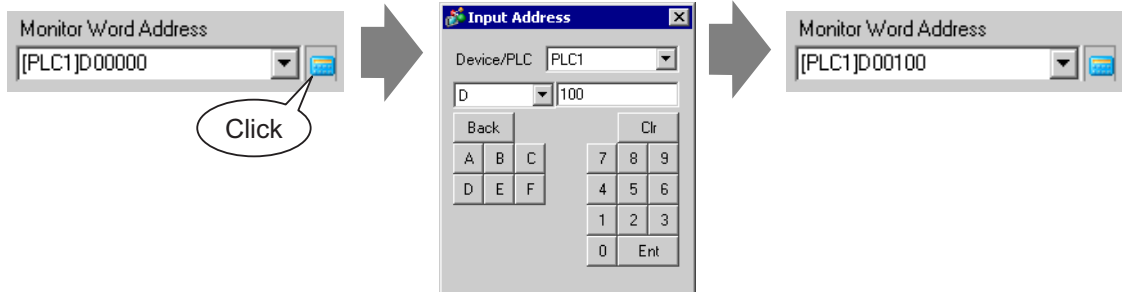 Monitor Word Address
[PLC1]D00000
Click
Input Address
Device/PLC PLC1
D 100
Back Clr
A B C 7 8 9
D E F 4 5 6
1 2 3
0 Ent
Monitor Word Address
[PLC1]D00100